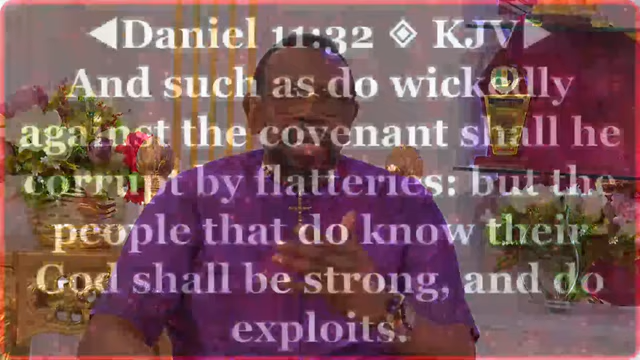 ◀Daniel 11:32 ◈ KJV▶
And such as do wickedly
against the covenant shall he
corrupt by flatteries: but the
people that do know their
God shall be strong, and do
exploits.